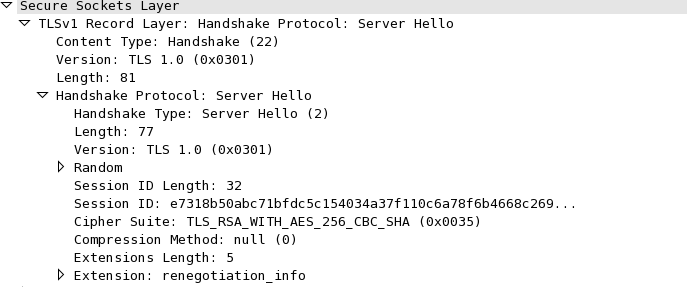 Secure Sockets Layer
TLSv1 Record Layer: Handshake Protocol: Server Hello
Content Type: Handshake (22)
Version: TLS 1.0 (0x0301)
Length: 81
Handshake Protocol: Server Hello
Handshake Type: Server Hello (2)
Length: 77
Version: TLS 1.0 (0x0301)
Random
Session ID Length: 32
Session ID: e7318b50abc71bfdc5c154034a37f110c6a78f6b4668c269...
Cipher Suite: TLS_RSA_WITH_AES_256_CBC_SHA (0x0035)
Compression Method: null (0)
Extensions Length: 5
Extension: renegotiation_info